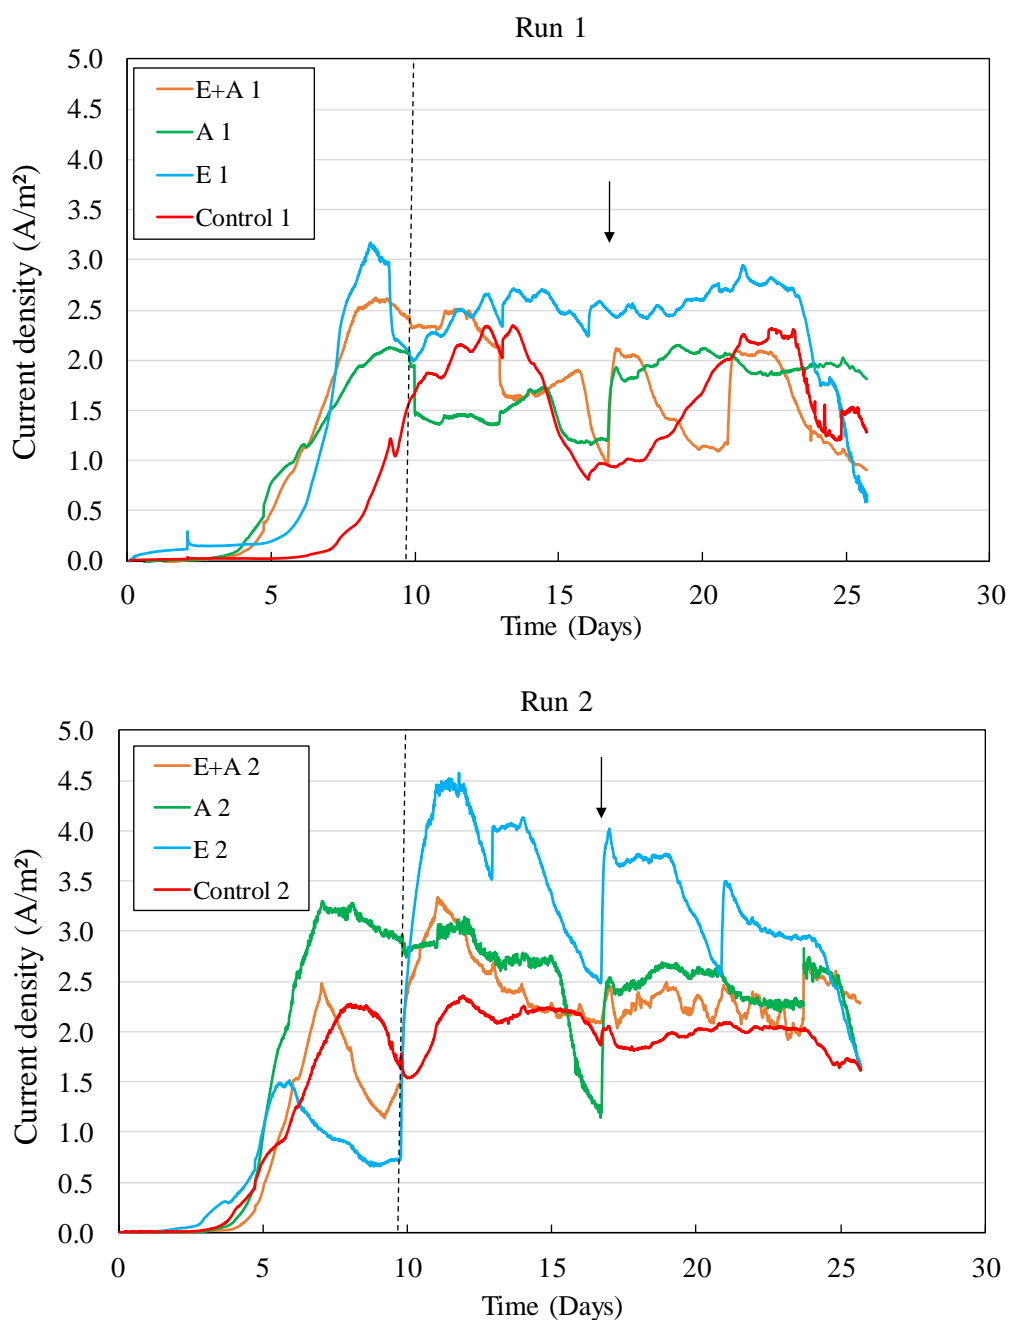 Run 1
5.0
4.5
4.0
3.5
3.0
2.5
2.0
1.5
1.0
0.5
0.0
Current density (A/m²)
E+A 1
A 1
E 1
Control 1
0 5 10 15 20 25 30
Time (Days)
Run 2
5.0
4.5
4.0
3.5
3.0
2.5
2.0
1.5
1.0
0.5
0.0
Current density (A/m²)
E+A 2
A 2
E 2
Control 2
0 5 10 15 20 25 30
Time (Days)